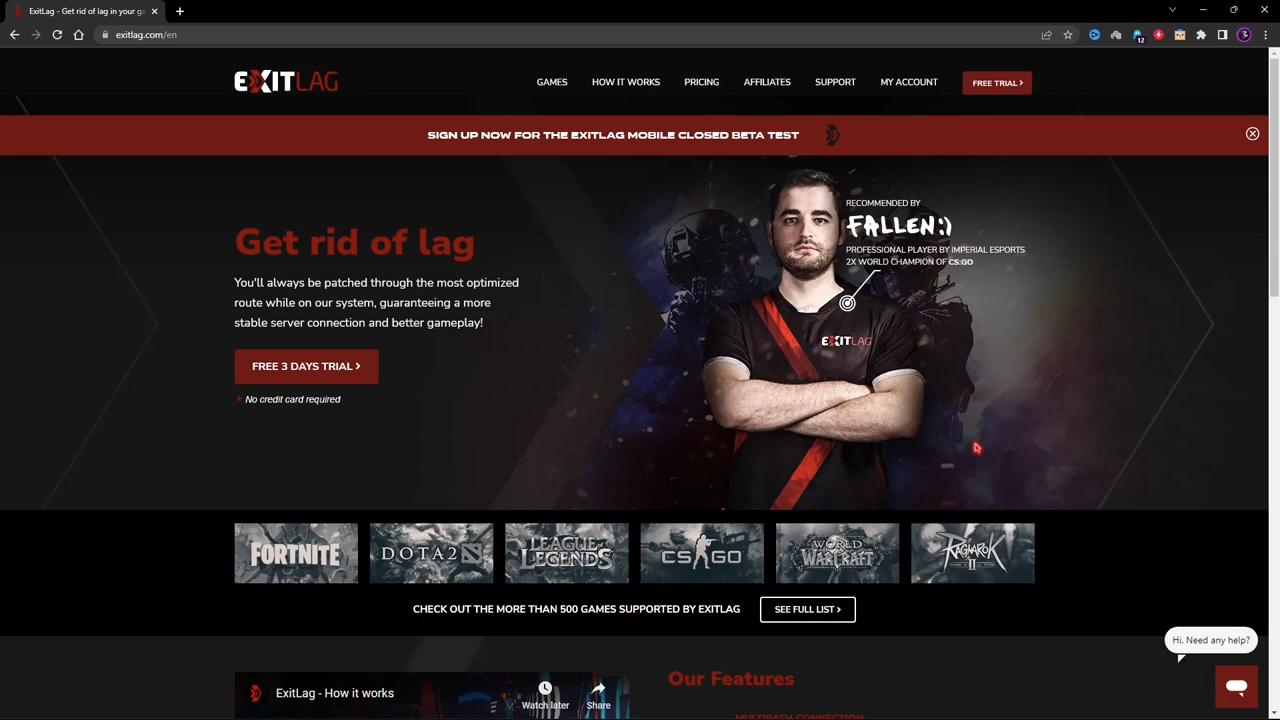 ExitLag - Get rid of lag in your ga
exitlag.com/en
12
3
EXITLAG
GAMES
HOW IT WORKS
PRICING
AFFILIATES
SUPPORT
MY ACCOUNT
FREE TRIAL
SIGN UP NOW FOR THE EXITLAG MOBILE CLOSED BETA TEST
RECOMMENDED BY
FALLEN:)
PROFESSIONAL PLAYER BY IMPERIAL ESPORTS
2X WORLD CHAMPION OF CS:GO
Get rid of lag
You'll always be patched through the most optimized
route while on our system, guaranteeing a more
stable server connection and better gameplay!
EXITLAG
FREE 3 DAYS TRIAL
* No credit card required
FORTNITE
DOTA 2
LEAGUE OF LEGENDS
CS GO
WORLD OF WARCRAFT
RAGNAROK II
CHECK OUT THE MORE THAN 500 GAMES SUPPORTED BY EXITLAG
SEE FULL LIST
Hi. Need any help?
ExitLag - How it works
Watch later
Share
Our Features
MULTIPATH CONNECTION